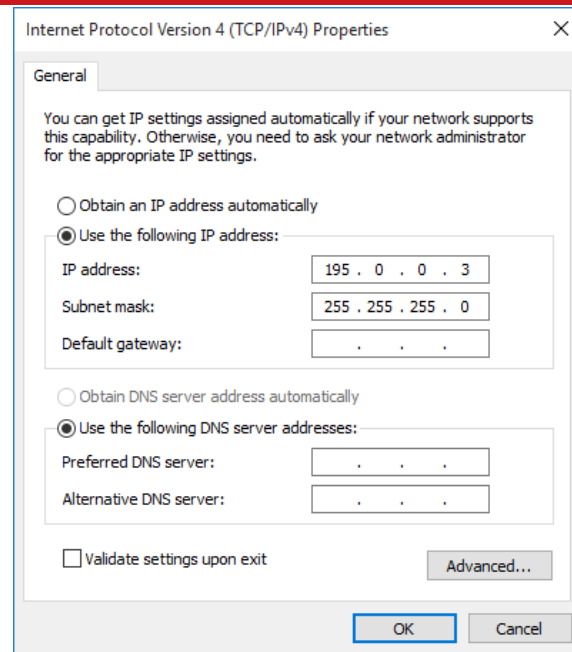 Internet Protocol Version 4 (TCP/IPv4) Properties
General
You can get IP settings assigned automatically if your network supports
this capability. Otherwise, you need to ask your network administrator
for the appropriate IP settings.
Obtain an IP address automatically
Use the following IP address:
IP address: 195 . 0 . 0 . 3
Subnet mask: 255 . 255 . 255 . 0
Default gateway: . . .
Obtain DNS server address automatically
Use the following DNS server addresses:
Preferred DNS server: . . .
Alternative DNS server: . . .
Validate settings upon exit
Advanced...
OK Cancel